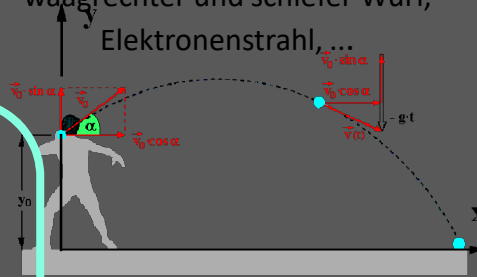 waagrechter und schiefer Wurf,
Elektronenstrahl, ...
y
v₀·sin α
v₀
α
v₀·cos α
y₀
v₀·sin α
v₀·cos α
- g·t
v(t)
x